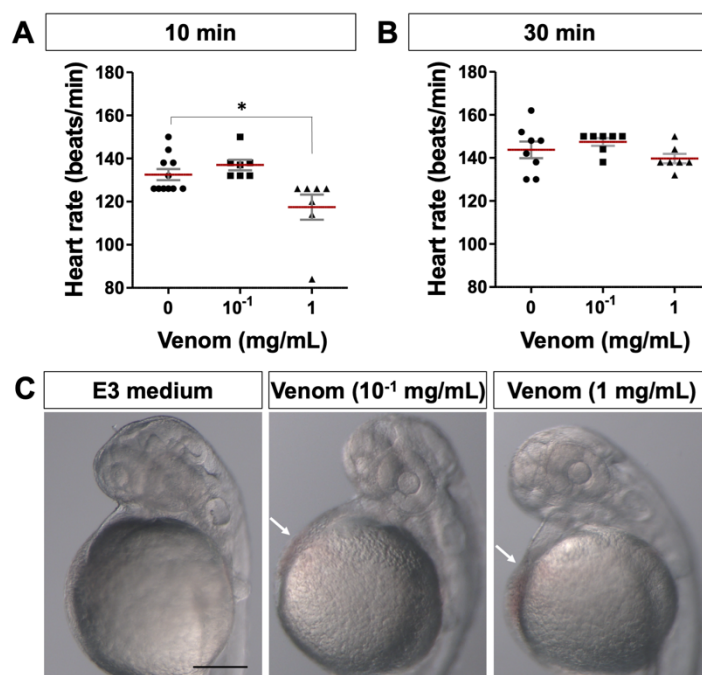 A
10 min
Heart rate (beats/min)
180
160
140
120
100
80
*
0
10⁻¹
1
Venom (mg/mL)
B
30 min
Heart rate (beats/min)
180
160
140
120
100
80
0
10⁻¹
1
Venom (mg/mL)
C
E3 medium
Venom (10⁻¹ mg/mL)
Venom (1 mg/mL)